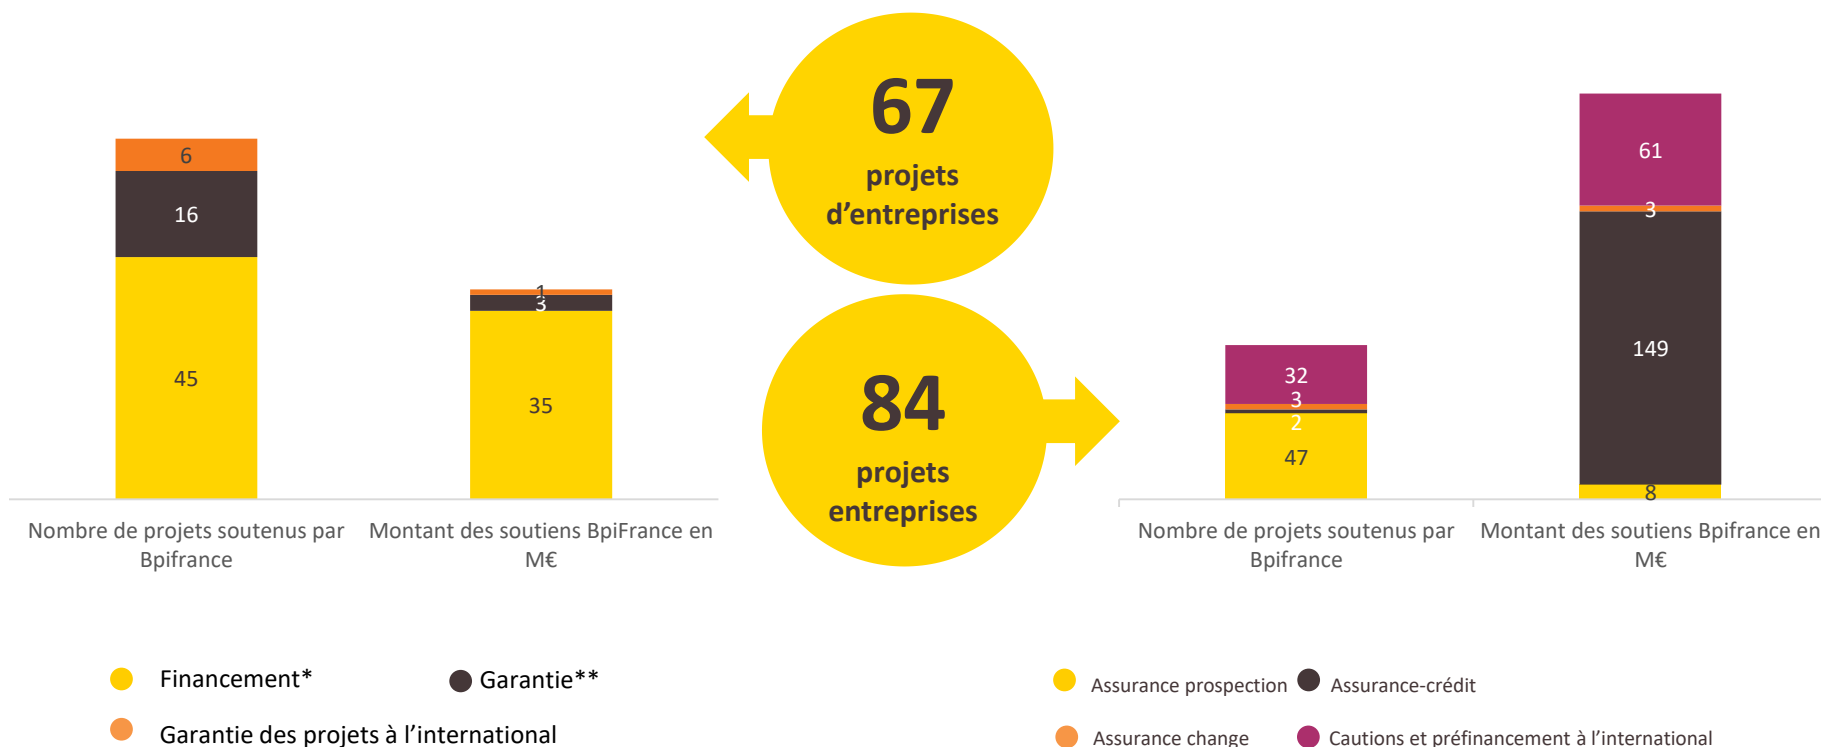 67
projets
d’entreprises
6
16
45
1
3
35
Nombre de projets soutenus par
Bpifrance
Montant des soutiens BpiFrance en
M€
Financement*
Garantie**
Garantie des projets à l’international
84
projets
entreprises
32
3
2
47
61
3
149
8
Nombre de projets soutenus par
Bpifrance
Montant des soutiens Bpifrance en
M€
Assurance prospection
Assurance-crédit
Assurance change
Cautions et préfinancement à l’international